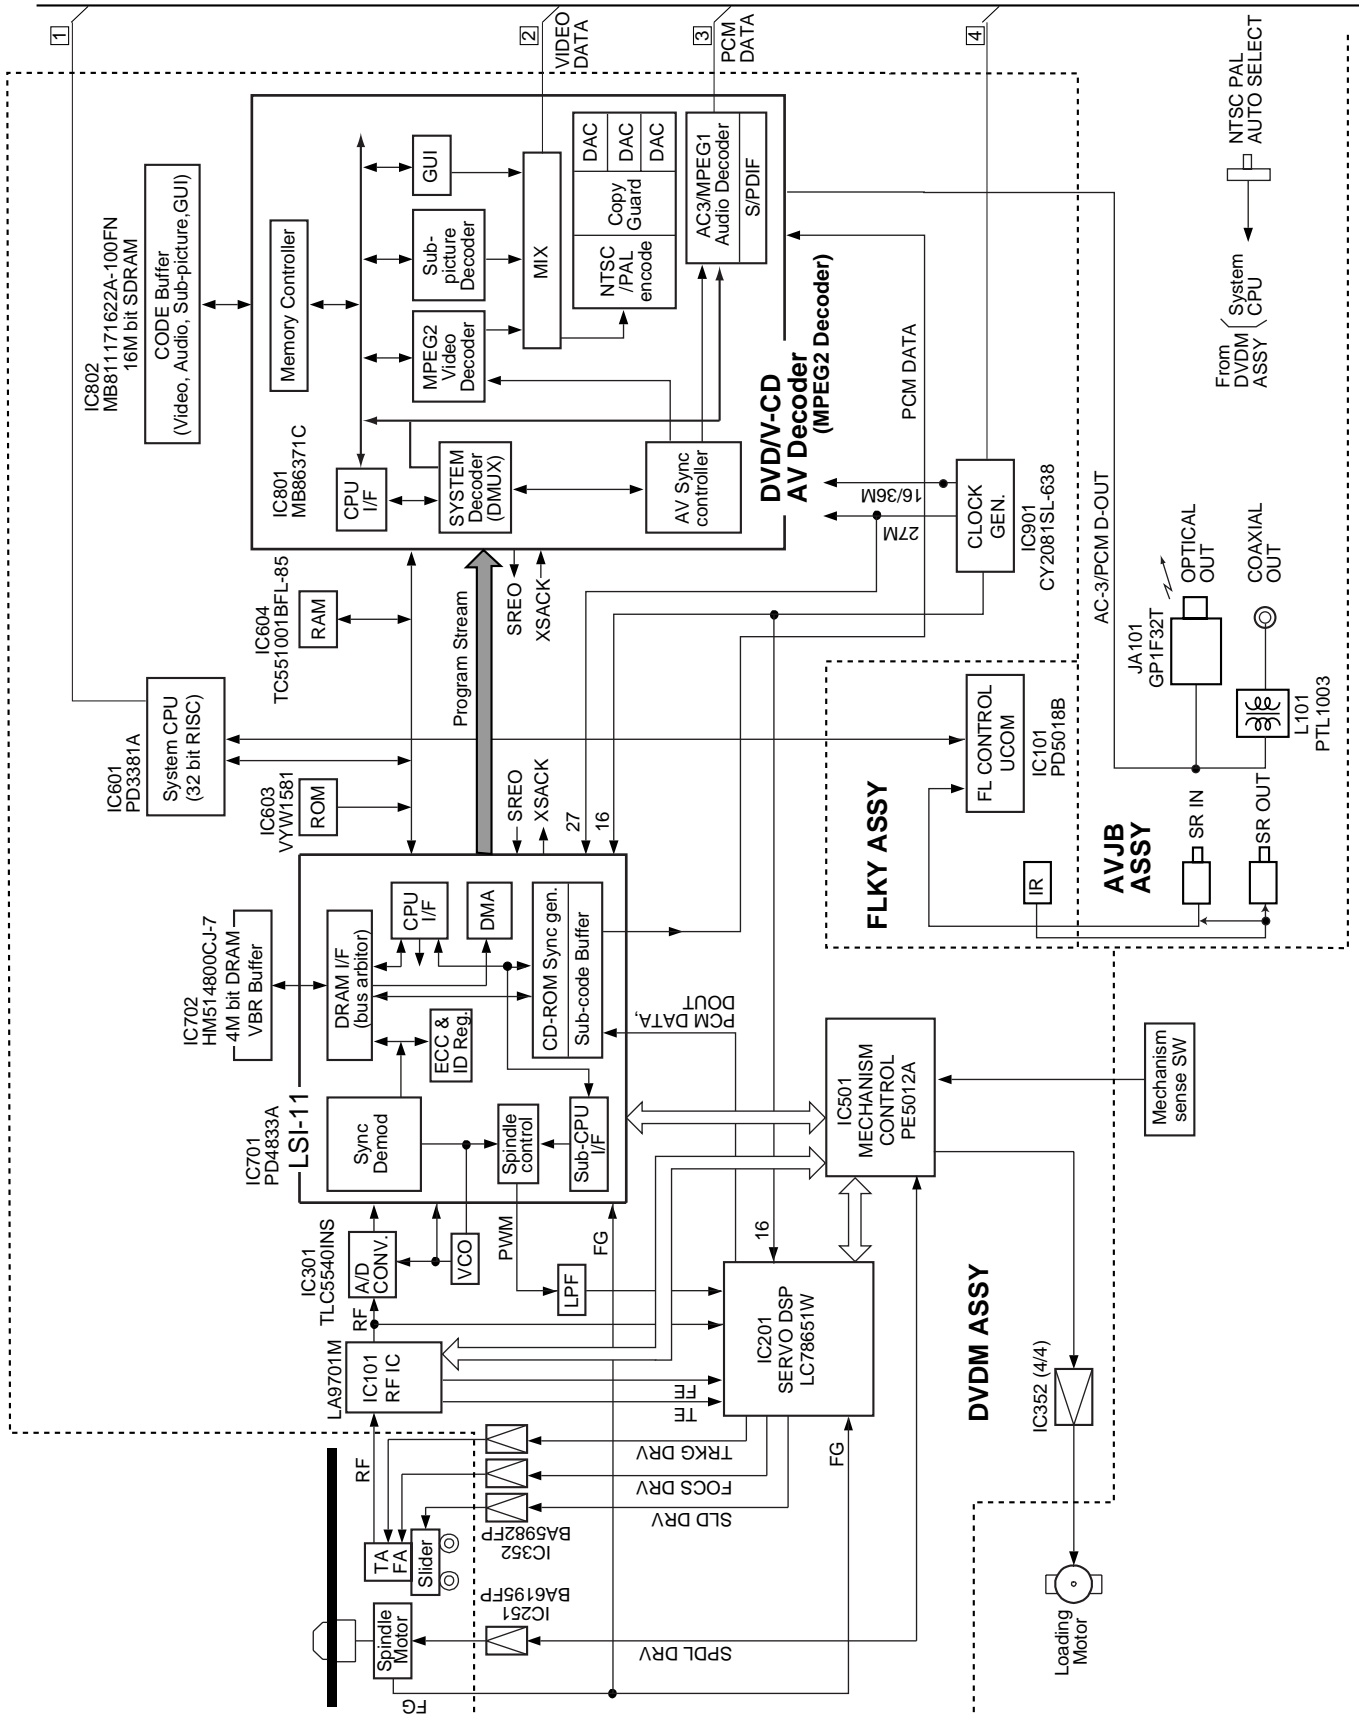 1
2
VIDEO
DATA
3
PCM
DATA
4
IC802
MB811171622A-100FN
16M bit SDRAM
CODE Buffer
(Video, Audio, Sub-picture,GUI)
IC801
MB86371C
Memory Controller
CPU
I/F
GUI
Sub-
picture
Decoder
MPEG2
Video
Decoder
SYSTEM
Decoder
(DMUX)
MIX
DAC
DAC
DAC
Copy
Guard
NTSC
/PAL
encode
AV Sync
controller
AC3/MPEG1
Audio Decoder
S/PDIF
DVD/V-CD
AV Decoder
(MPEG2 Decoder)
PCM DATA
16/36M
27M
CLOCK
GEN.
IC901
CY2081SL-638
AC-3/PCM D-OUT
NTSC PAL
AUTO SELECT
From
DVDM
ASSY
System
CPU
JA101
GP1F32T
OPTICAL
OUT
COAXIAL
OUT
L101
PTL1003
IC601
PD3381A
System CPU
(32 bit RISC)
IC604
TC551001BFL-85
RAM
IC603
VYW1581
ROM
Program Stream
SREO
XSACK
SREO
XSACK
27
16
FLKY ASSY
FL CONTROL
UCOM
IC101
PD5018B
IR
AVJB
ASSY
SR IN
SR OUT
IC702
HM514800CJ-7
4M bit DRAM
VBR Buffer
IC701
PD4833A
LSI-11
DRAM I/F
(bus arbitor)
CPU
I/F
DMA
ECC &
ID Reg.
CD-ROM Sync gen.
Sub-code Buffer
Sync
Demod
Spindle
control
Sub-CPU
I/F
PCM DATA,
DOUT
IC501
MECHANISM
CONTROL
PE5012A
Mechanism
sense SW
IC301
TLC5540INS
A/D
CONV.
VCO
PWM
FG
LPF
16
RF
LA9701M
IC101
RF IC
FE
TE
IC201
SERVO DSP
LC78651W
DVDM ASSY
IC352 (4/4)
RF
TRKG DRV
FOCS DRV
SLD DRV
FG
TA
FA
Slider
IC352
BA5982FP
IC251
BA6195FP
SPDL DRV
Spindle
Motor
FG
Loading
Motor